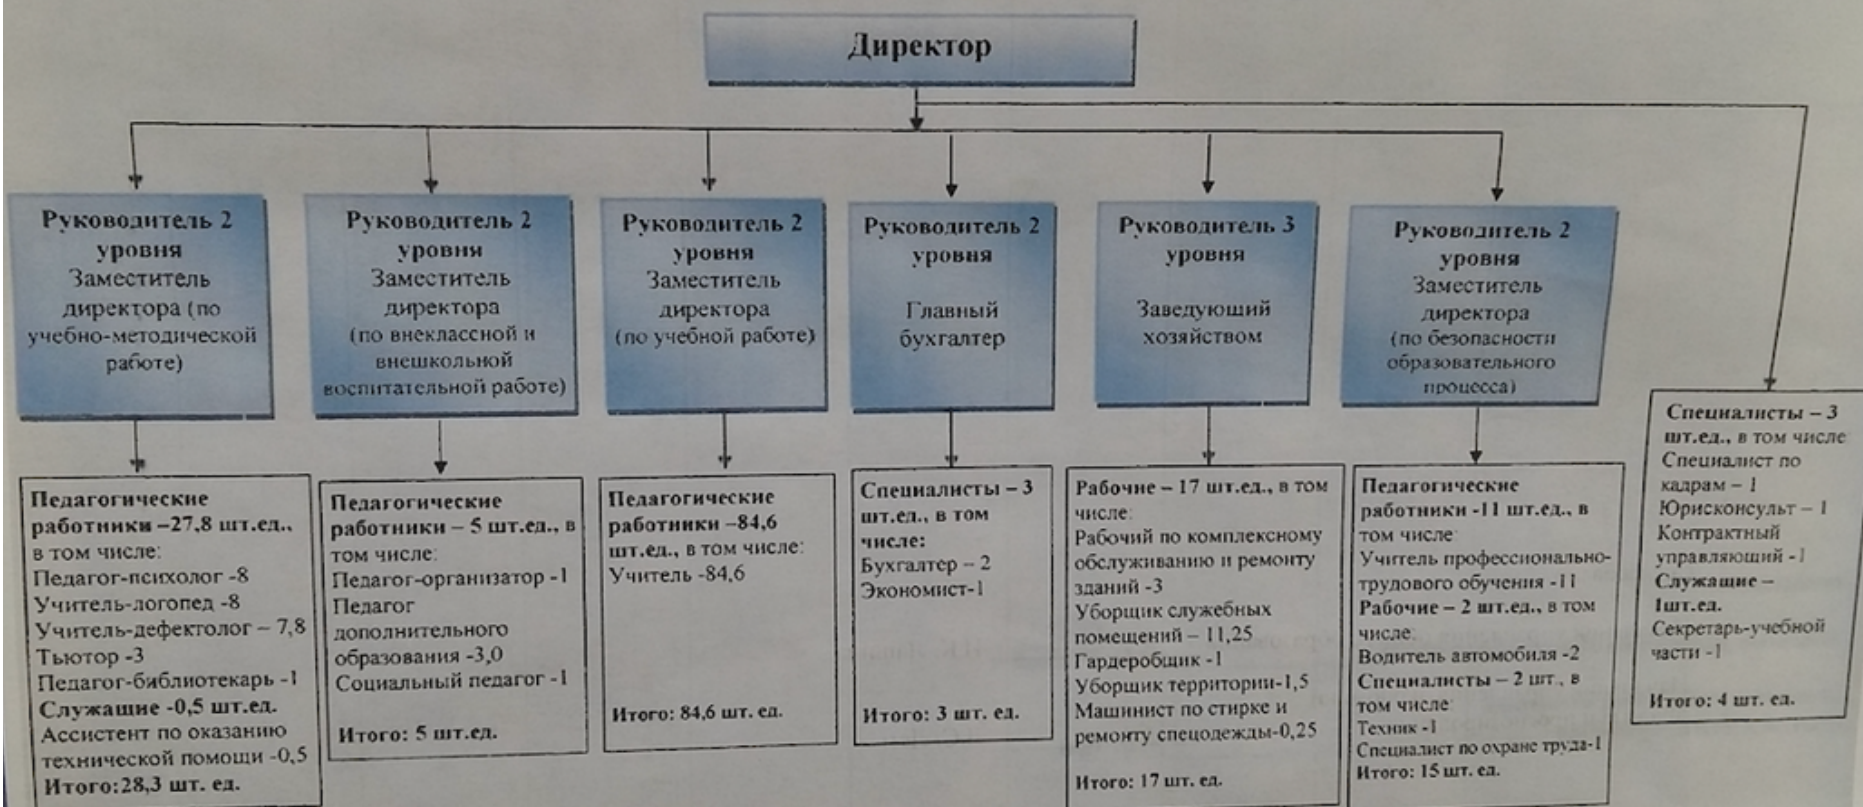 Директор
Руководитель 2
уровня
Заместитель
директора (по
учебно-методической
работе)
Руководитель 2
уровня
Заместитель
директора
(по внеклассной и
внешкольной
воспитательной работе)
Руководитель 2
уровня
Заместитель
директора
(по учебной работе)
Руководитель 2
уровня
Главный
бухгалтер
Руководитель 3
уровня
Заведующий
хозяйством
Руководитель 2
уровня
Заместитель
директора
(по безопасности
образовательного
процесса)
Педагогические
работники –27,8 шт.ед.,
в том числе:
Педагог-психолог -8
Учитель-логопед -8
Учитель-дефектолог – 7,8
Тьютор -3
Педагог-библиотекарь -1
Служащие -0,5 шт.ед.
Ассистент по оказанию
технической помощи -0,5
Итого:28,3 шт. ед.
Педагогические
работники – 5 шт.ед., в
том числе:
Педагог-организатор -1
Педагог
дополнительного
образования -3,0
Социальный педагог -1
Итого: 5 шт.ед.
Педагогические
работники –84,6
шт.ед., в том числе:
Учитель -84,6
Итого: 84,6 шт. ед.
Специалисты – 3
шт.ед., в том
числе:
Бухгалтер – 2
Экономист-1
Итого: 3 шт. ед.
Рабочие – 17 шт.ед., в том
числе:
Рабочий по комплексному
обслуживанию и ремонту
зданий -3
Уборщик служебных
помещений – 11,25
Гардеробщик -1
Уборщик территории-1,5
Машинист по стирке и
ремонту спецодежды-0,25
Итого: 17 шт. ед.
Педагогические
работники -11 шт.ед., в
том числе:
Учитель профессионально-
трудового обучения -11
Рабочие – 2 шт.ед., в том
числе:
Водитель автомобиля -2
Специалисты – 2 шт., в
том числе:
Техник -1
Специалист по охране труда-1
Итого: 15 шт. ед.
Специалисты – 3
шт.ед., в том числе
Специалист по
кадрам – 1
Юрисконсульт – 1
Контрактный
управляющий -1
Служащие –
1шт.ед.
Секретарь-учебной
части -1
Итого: 4 шт. ед.